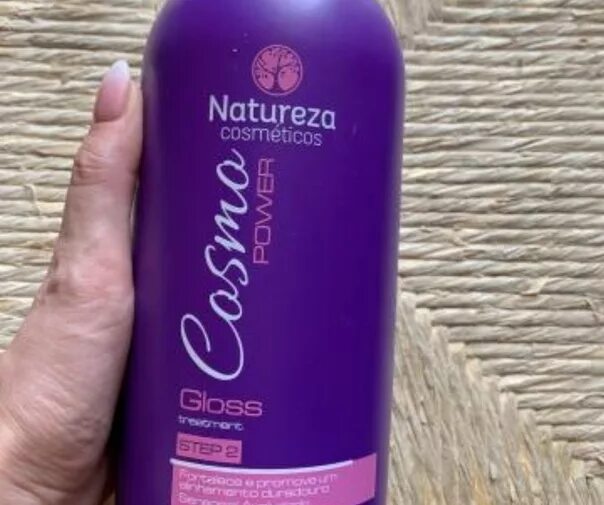 Natureza
cosméticos
Cosmo
POWER
Gloss
treatment
STEP 2
Fortalece e promove um
alinhamento duradouro